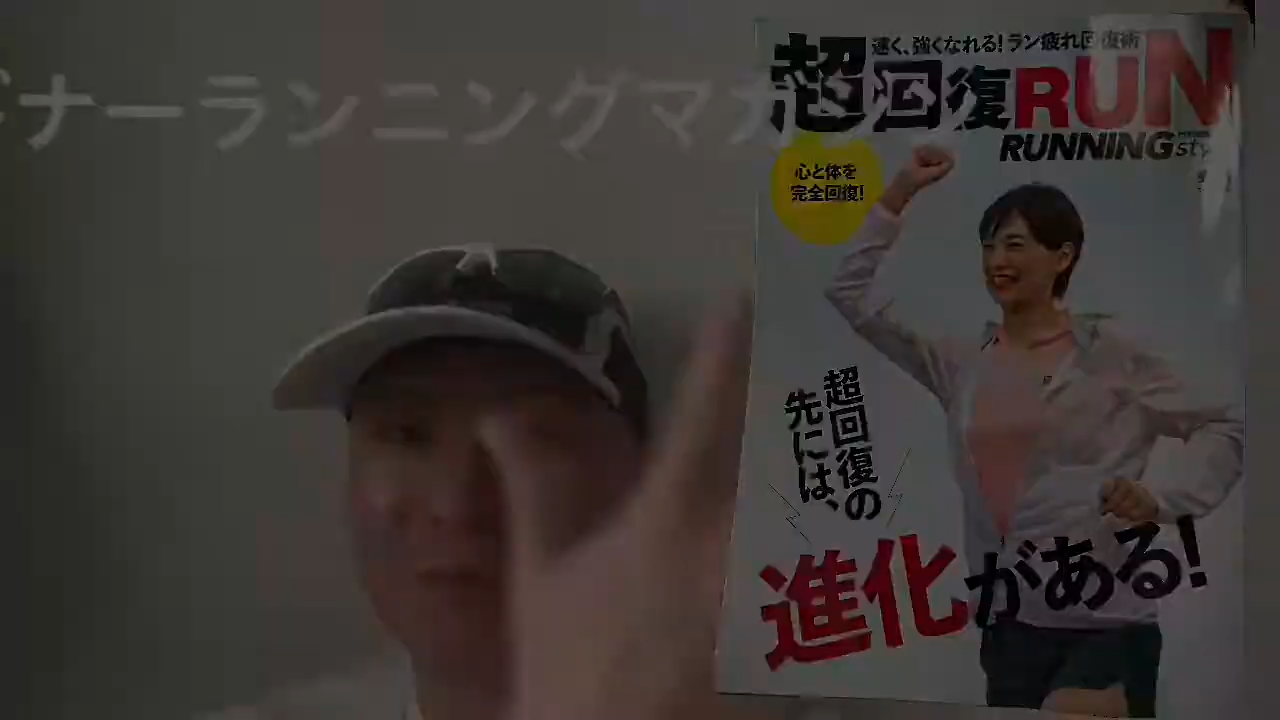 ナーランニングマガ
速く、強くなれる!ラン疲れ回復術
超回復RUN
RUNNING style
心と体を
完全回復!
超回復の
先には、
進化がある!